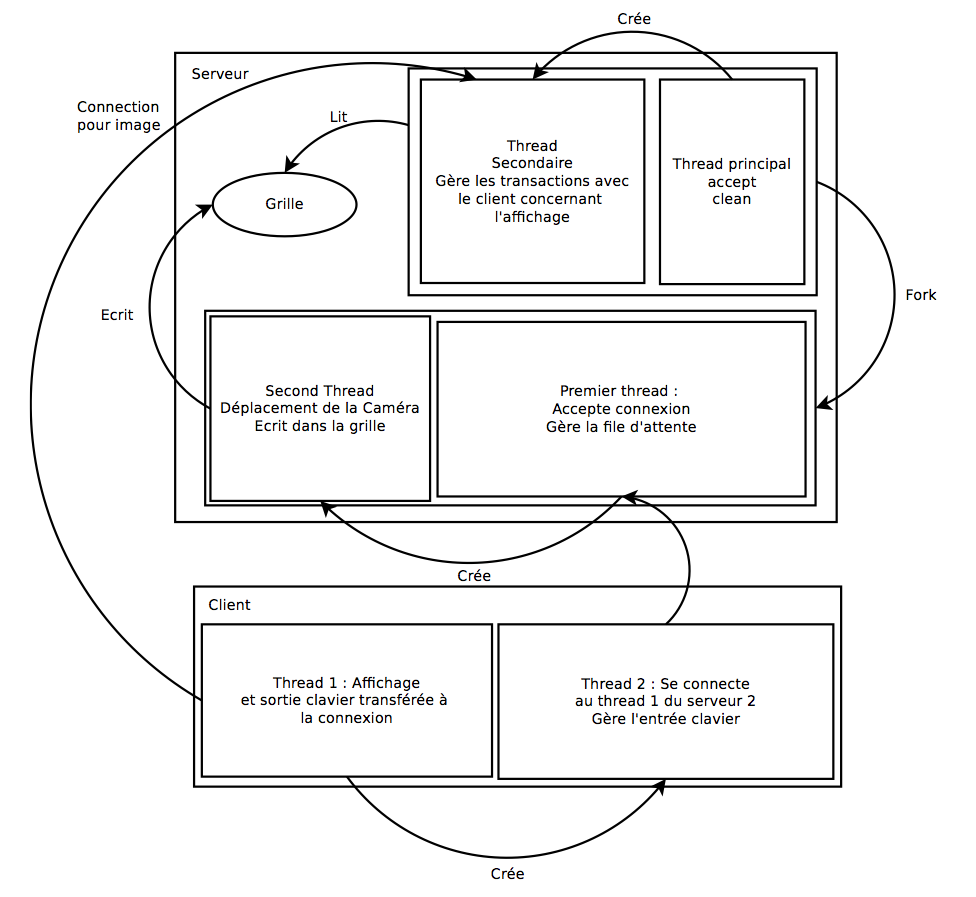 Crée
Serveur
Connection
pour image
Lit
Thread
Secondaire
Gère les transactions avec
le client concernant
l'affichage
Thread principal
accept
clean
Grille
Fork
Ecrit
Second Thread
Déplacement de la Caméra
Ecrit dans la grille
Premier thread :
Accepte connexion
Gère la file d'attente
Crée
Client
Thread 1 : Affichage
et sortie clavier transférée à
la connexion
Thread 2 : Se connecte
au thread 1 du serveur 2
Gère l'entrée clavier
Crée